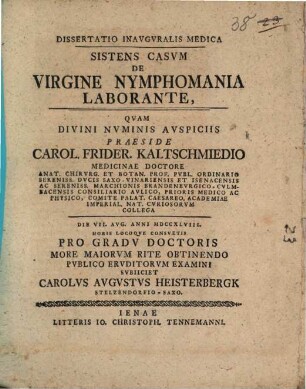 38 23
DISSERTATIO INAVGVRALIS MEDICA
SISTENS CASVM
DE
VIRGINE NYMPHOMANIA
LABORANTE,
QVAM
DIVINI NVMINIS AVSPICIIS
PRAESIDE
CAROL. FRIDER. KALTSCHMIEDIO
MEDICINAE DOCTORE
ANAT. CHIRVRG. ET BOTAN. PROF. PVBL. ORDINARIO
SERENISS. DVCIS SAXO-VINARIENSIS ET ISENACENSIS
AC SERENISS. MARCHIONIS BRANDENBVRGICO-CVLM-
BACENSIS CONSILIARIO AVLICO, PRIORIS MEDICO AC
PHYSICO, COMITE PALAT. CAESAREO, ACADEMIAE
IMPERIAL. NAT. CVRIOSORVM
COLLEGA
DIE VII. AVG. ANNI MDCCXLVIII.
HORIS LOCOQVE CONSVETIS
PRO GRADV DOCTORIS
MORE MAIORVM RITE OBTINENDO
PVBLICO ERVDITORVM EXAMINI
SVBIICIET
CAROLVS AVGVSTVS HEISTERBERGK
STELZENDORFIO-SAXO.
IENAE
LITTERIS IO. CHRISTOPH. TENNEMANNI.
23